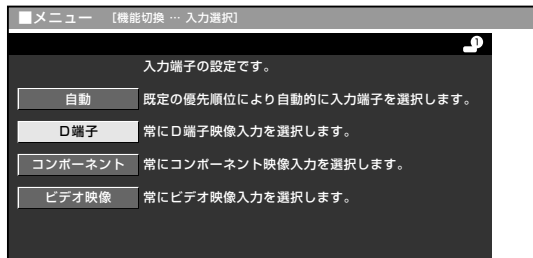 ■メニュー [機能切換 … 入力選択]
1
入力端子の設定です。
自動 既定の優先順位により自動的に入力端子を選択します。
D端子 常にD端子映像入力を選択します。
コンポーネント 常にコンポーネント映像入力を選択します。
ビデオ映像 常にビデオ映像入力を選択します。